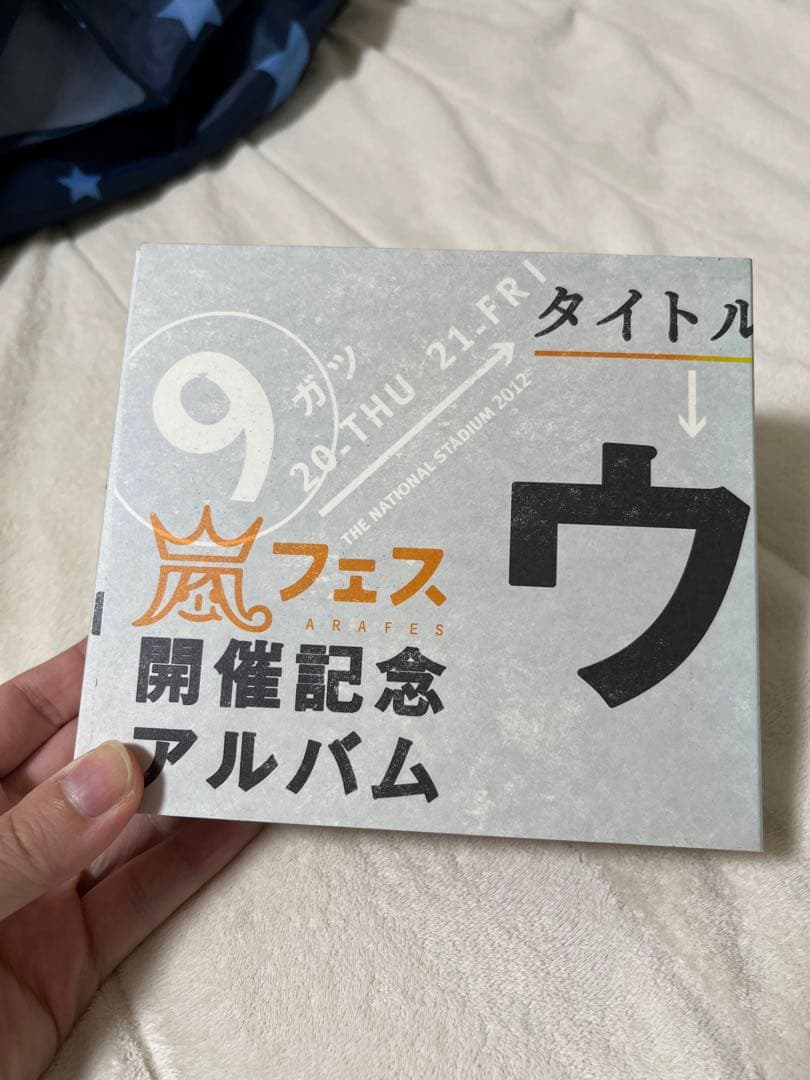 9
ガツ
20-THU 21-FRI
THE NATIONAL STADIUM 2012
タイトル
↓
ウ
嵐フェス
ARAFES
開催記念
アルバム